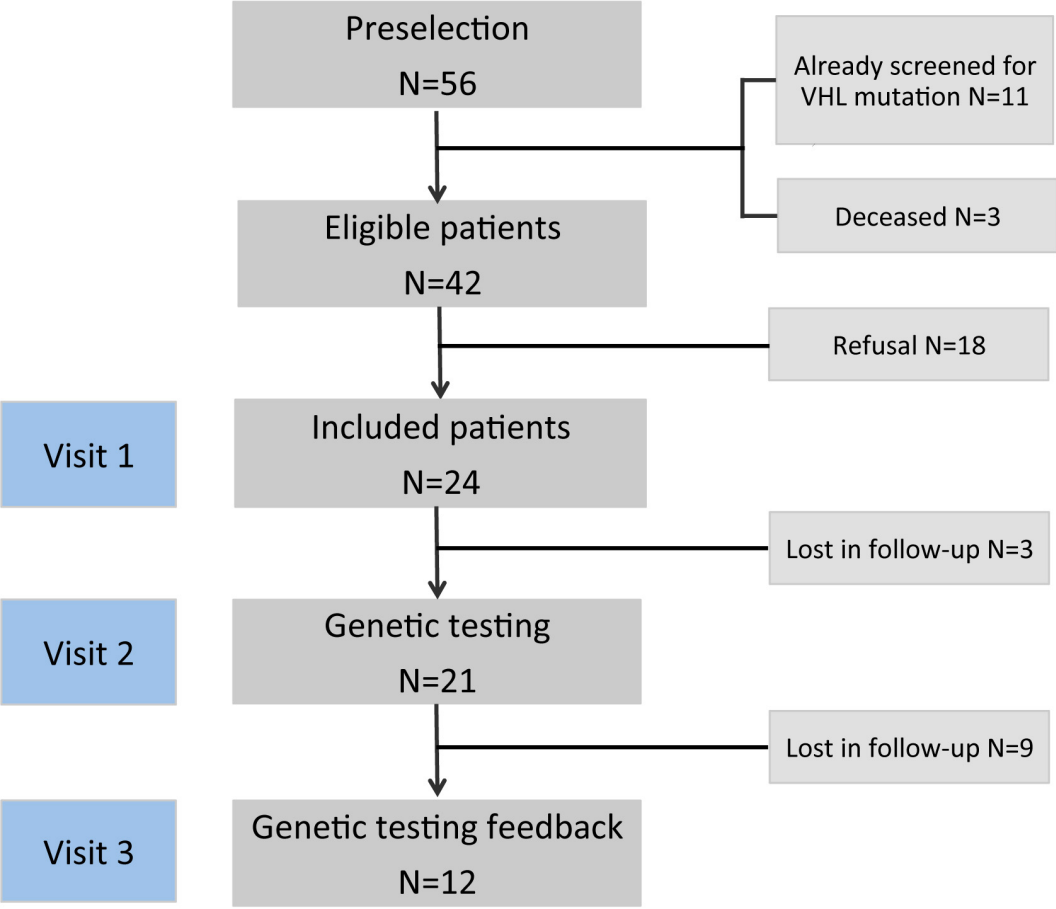 Preselection
N=56
Already screened for
VHL mutation N=11
Deceased N=3
Eligible patients
N=42
Refusal N=18
Visit 1
Included patients
N=24
Lost in follow-up N=3
Visit 2
Genetic testing
N=21
Lost in follow-up N=9
Visit 3
Genetic testing feedback
N=12